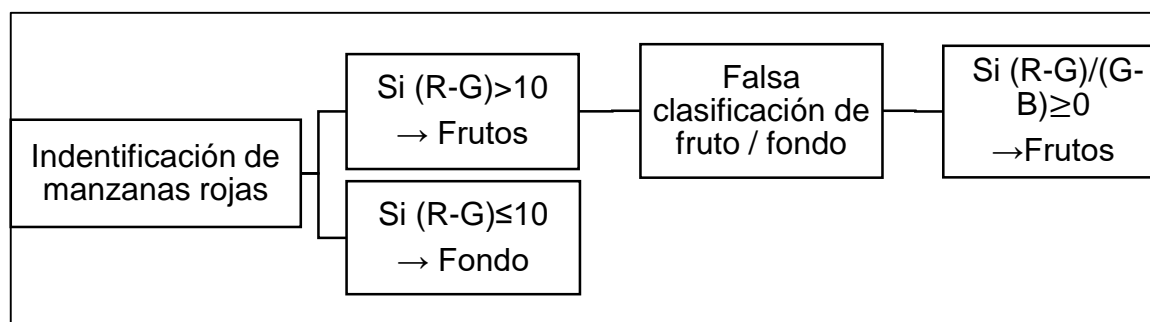 Indentificación de
manzanas rojas
Si (R-G)>10
→ Frutos
Si (R-G)≤10
→ Fondo
Falsa
clasificación de
fruto / fondo
Si (R-G)/(G-
B)≥0
→Frutos